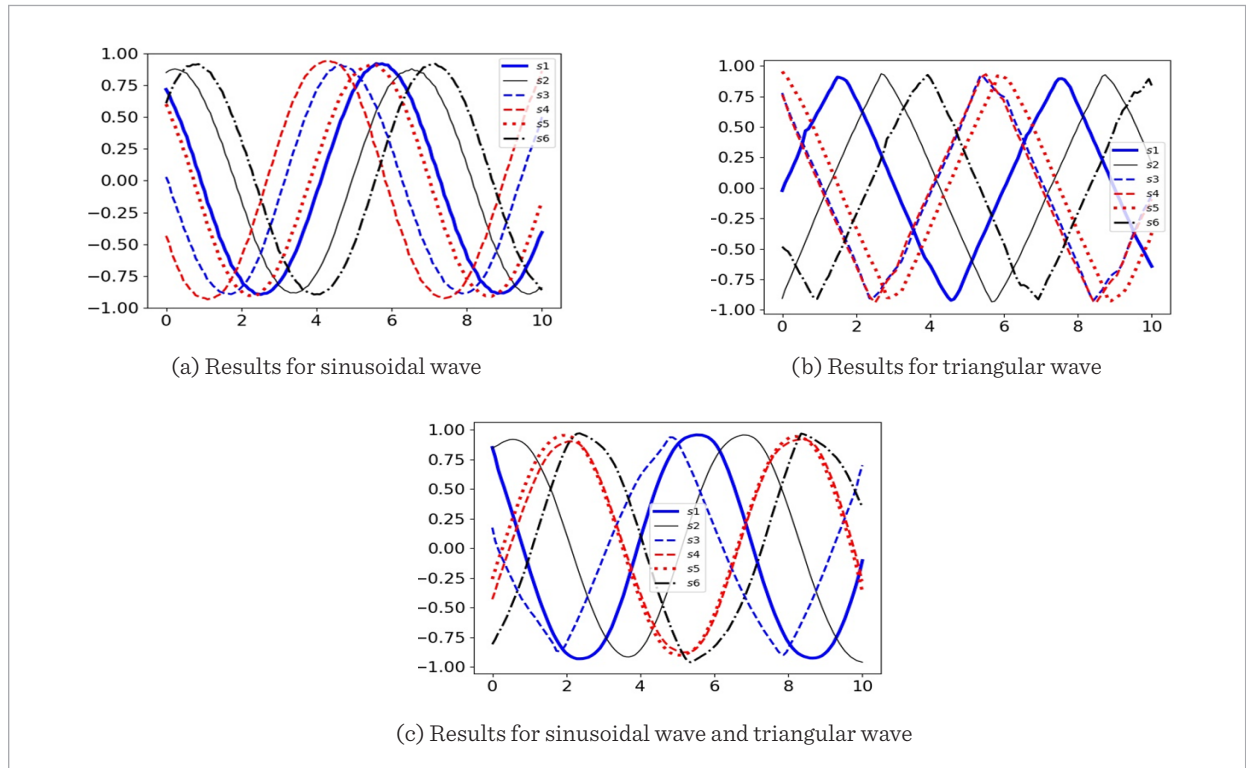 1.00
0.75
0.50
0.25
0.00
−0.25
−0.50
−0.75
−1.00
0 2 4 6 8 10
s1
s2
s3
s4
s5
s6
(a) Results for sinusoidal wave
1.00
0.75
0.50
0.25
0.00
−0.25
−0.50
−0.75
−1.00
0 2 4 6 8 10
s1
s2
s3
s4
s5
s6
(b) Results for triangular wave
1.00
0.75
0.50
0.25
0.00
−0.25
−0.50
−0.75
−1.00
0 2 4 6 8 10
s1
s2
s3
s4
s5
s6
(c) Results for sinusoidal wave and triangular wave